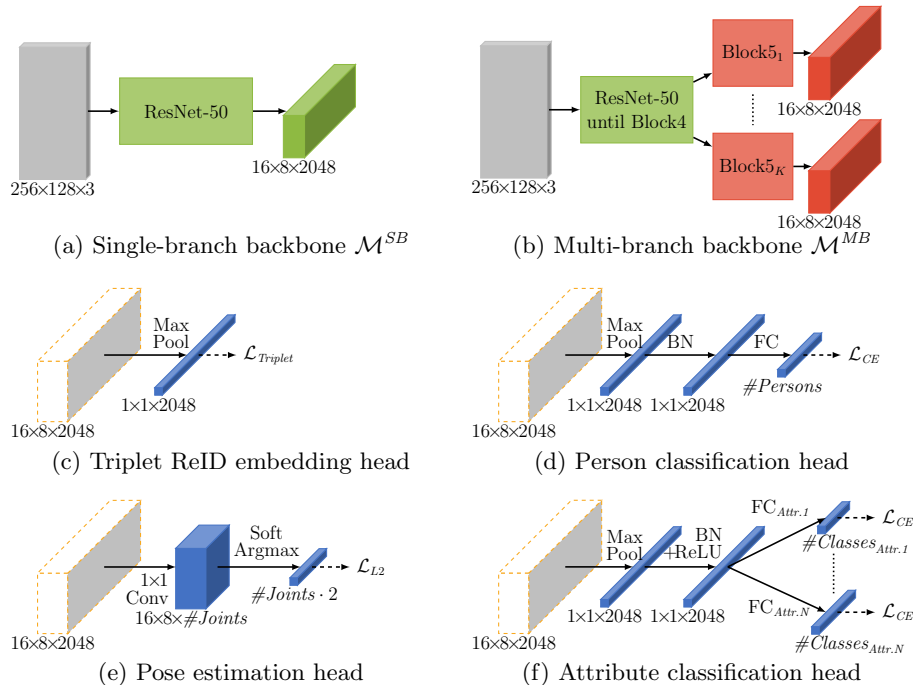 ResNet-50
256×128×3
16×8×2048
(a) Single-branch backbone 𝓜^{SB}
ResNet-50
until Block4
Block5₁
Block5_K
256×128×3
16×8×2048
16×8×2048
(b) Multi-branch backbone 𝓜^{MB}
Max
Pool
𝓛_{Triplet}
1×1×2048
16×8×2048
(c) Triplet ReID embedding head
Max
Pool
BN
FC
𝓛_{CE}
#Persons
1×1×2048
1×1×2048
16×8×2048
(d) Person classification head
1×1
Conv
Soft
Argmax
𝓛_{L2}
#Joints · 2
16×8×#Joints
16×8×2048
(e) Pose estimation head
Max
Pool
BN
+ReLU
FC_{Attr.1}
𝓛_{CE}
#Classes_{Attr.1}
FC_{Attr.N}
𝓛_{CE}
#Classes_{Attr.N}
1×1×2048
1×1×2048
16×8×2048
(f) Attribute classification head